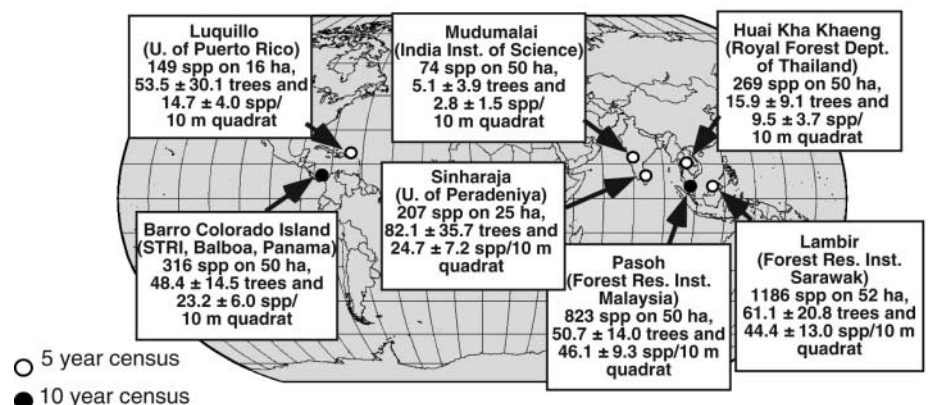 Luquillo
(U. of Puerto Rico)
149 spp on 16 ha,
53.5 ± 30.1 trees and
14.7 ± 4.0 spp/
10 m quadrat
Mudumalai
(India Inst. of Science)
74 spp on 50 ha,
5.1 ± 3.9 trees and
2.8 ± 1.5 spp/
10 m quadrat
Huai Kha Khaeng
(Royal Forest Dept.
of Thailand)
269 spp on 50 ha,
15.9 ± 9.1 trees and
9.5 ± 3.7 spp/
10 m quadrat
Barro Colorado Island
(STRI, Balboa, Panama)
316 spp on 50 ha,
48.4 ± 14.5 trees and
23.2 ± 6.0 spp/
10 m quadrat
Sinharaja
(U. of Peradeniya)
207 spp on 25 ha,
82.1 ± 35.7 trees and
24.7 ± 7.2 spp/10 m
quadrat
Pasoh
(Forest Res. Inst.
Malaysia)
823 spp on 50 ha,
50.7 ± 14.0 trees and
46.1 ± 9.3 spp/10 m
quadrat
Lambir
(Forest Res. Inst.
Sarawak)
1186 spp on 52 ha,
61.1 ± 20.8 trees and
44.4 ± 13.0 spp/10 m
quadrat
5 year census
10 year census